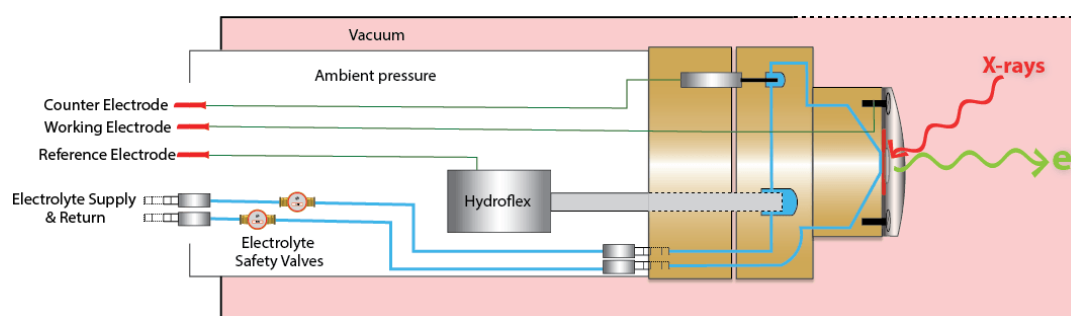 Vacuum
Ambient pressure
X-rays
Counter Electrode
Working Electrode
Reference Electrode
e
Hydroflex
Electrolyte Supply
& Return
Electrolyte
Safety Valves